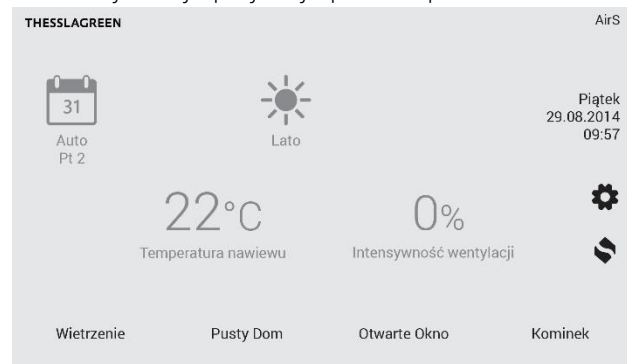 THESSLAGREEN
AirS
31
Auto
Pt 2
Lato
Piątek
29.08.2014
09:57
22°C
Temperatura nawiewu
0%
Intensywność wentylacji
Wietrzenie
Pusty Dom
Otwarte Okno
Kominek